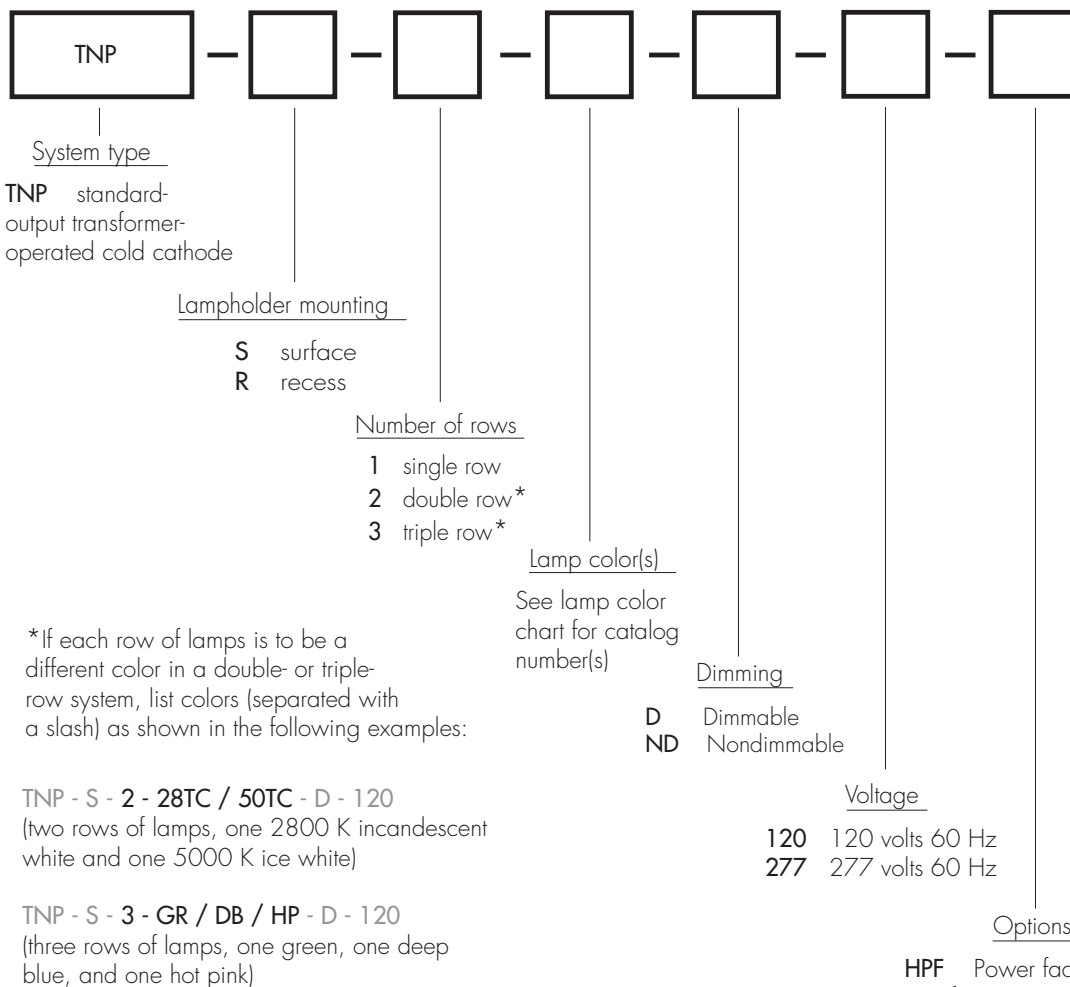 TNP
System type
TNP standard-
output transformer-
operated cold cathode
Lampholder mounting
S surface
R recess
Number of rows
1 single row
2 double row*
3 triple row*
Lamp color(s)
See lamp color
chart for catalog
number(s)
*If each row of lamps is to be a
different color in a double- or triple-
row system, list colors (separated with
a slash) as shown in the following examples:
TNP - S - 2 - 28TC / 50TC - D - 120
(two rows of lamps, one 2800 K incandescent
white and one 5000 K ice white)
TNP - S - 3 - GR / DB / HP - D - 120
(three rows of lamps, one green, one deep
blue, and one hot pink)
Dimming
D Dimmable
ND Nondimmable
Voltage
120 120 volts 60 Hz
277 277 volts 60 Hz
Options
HPF Power